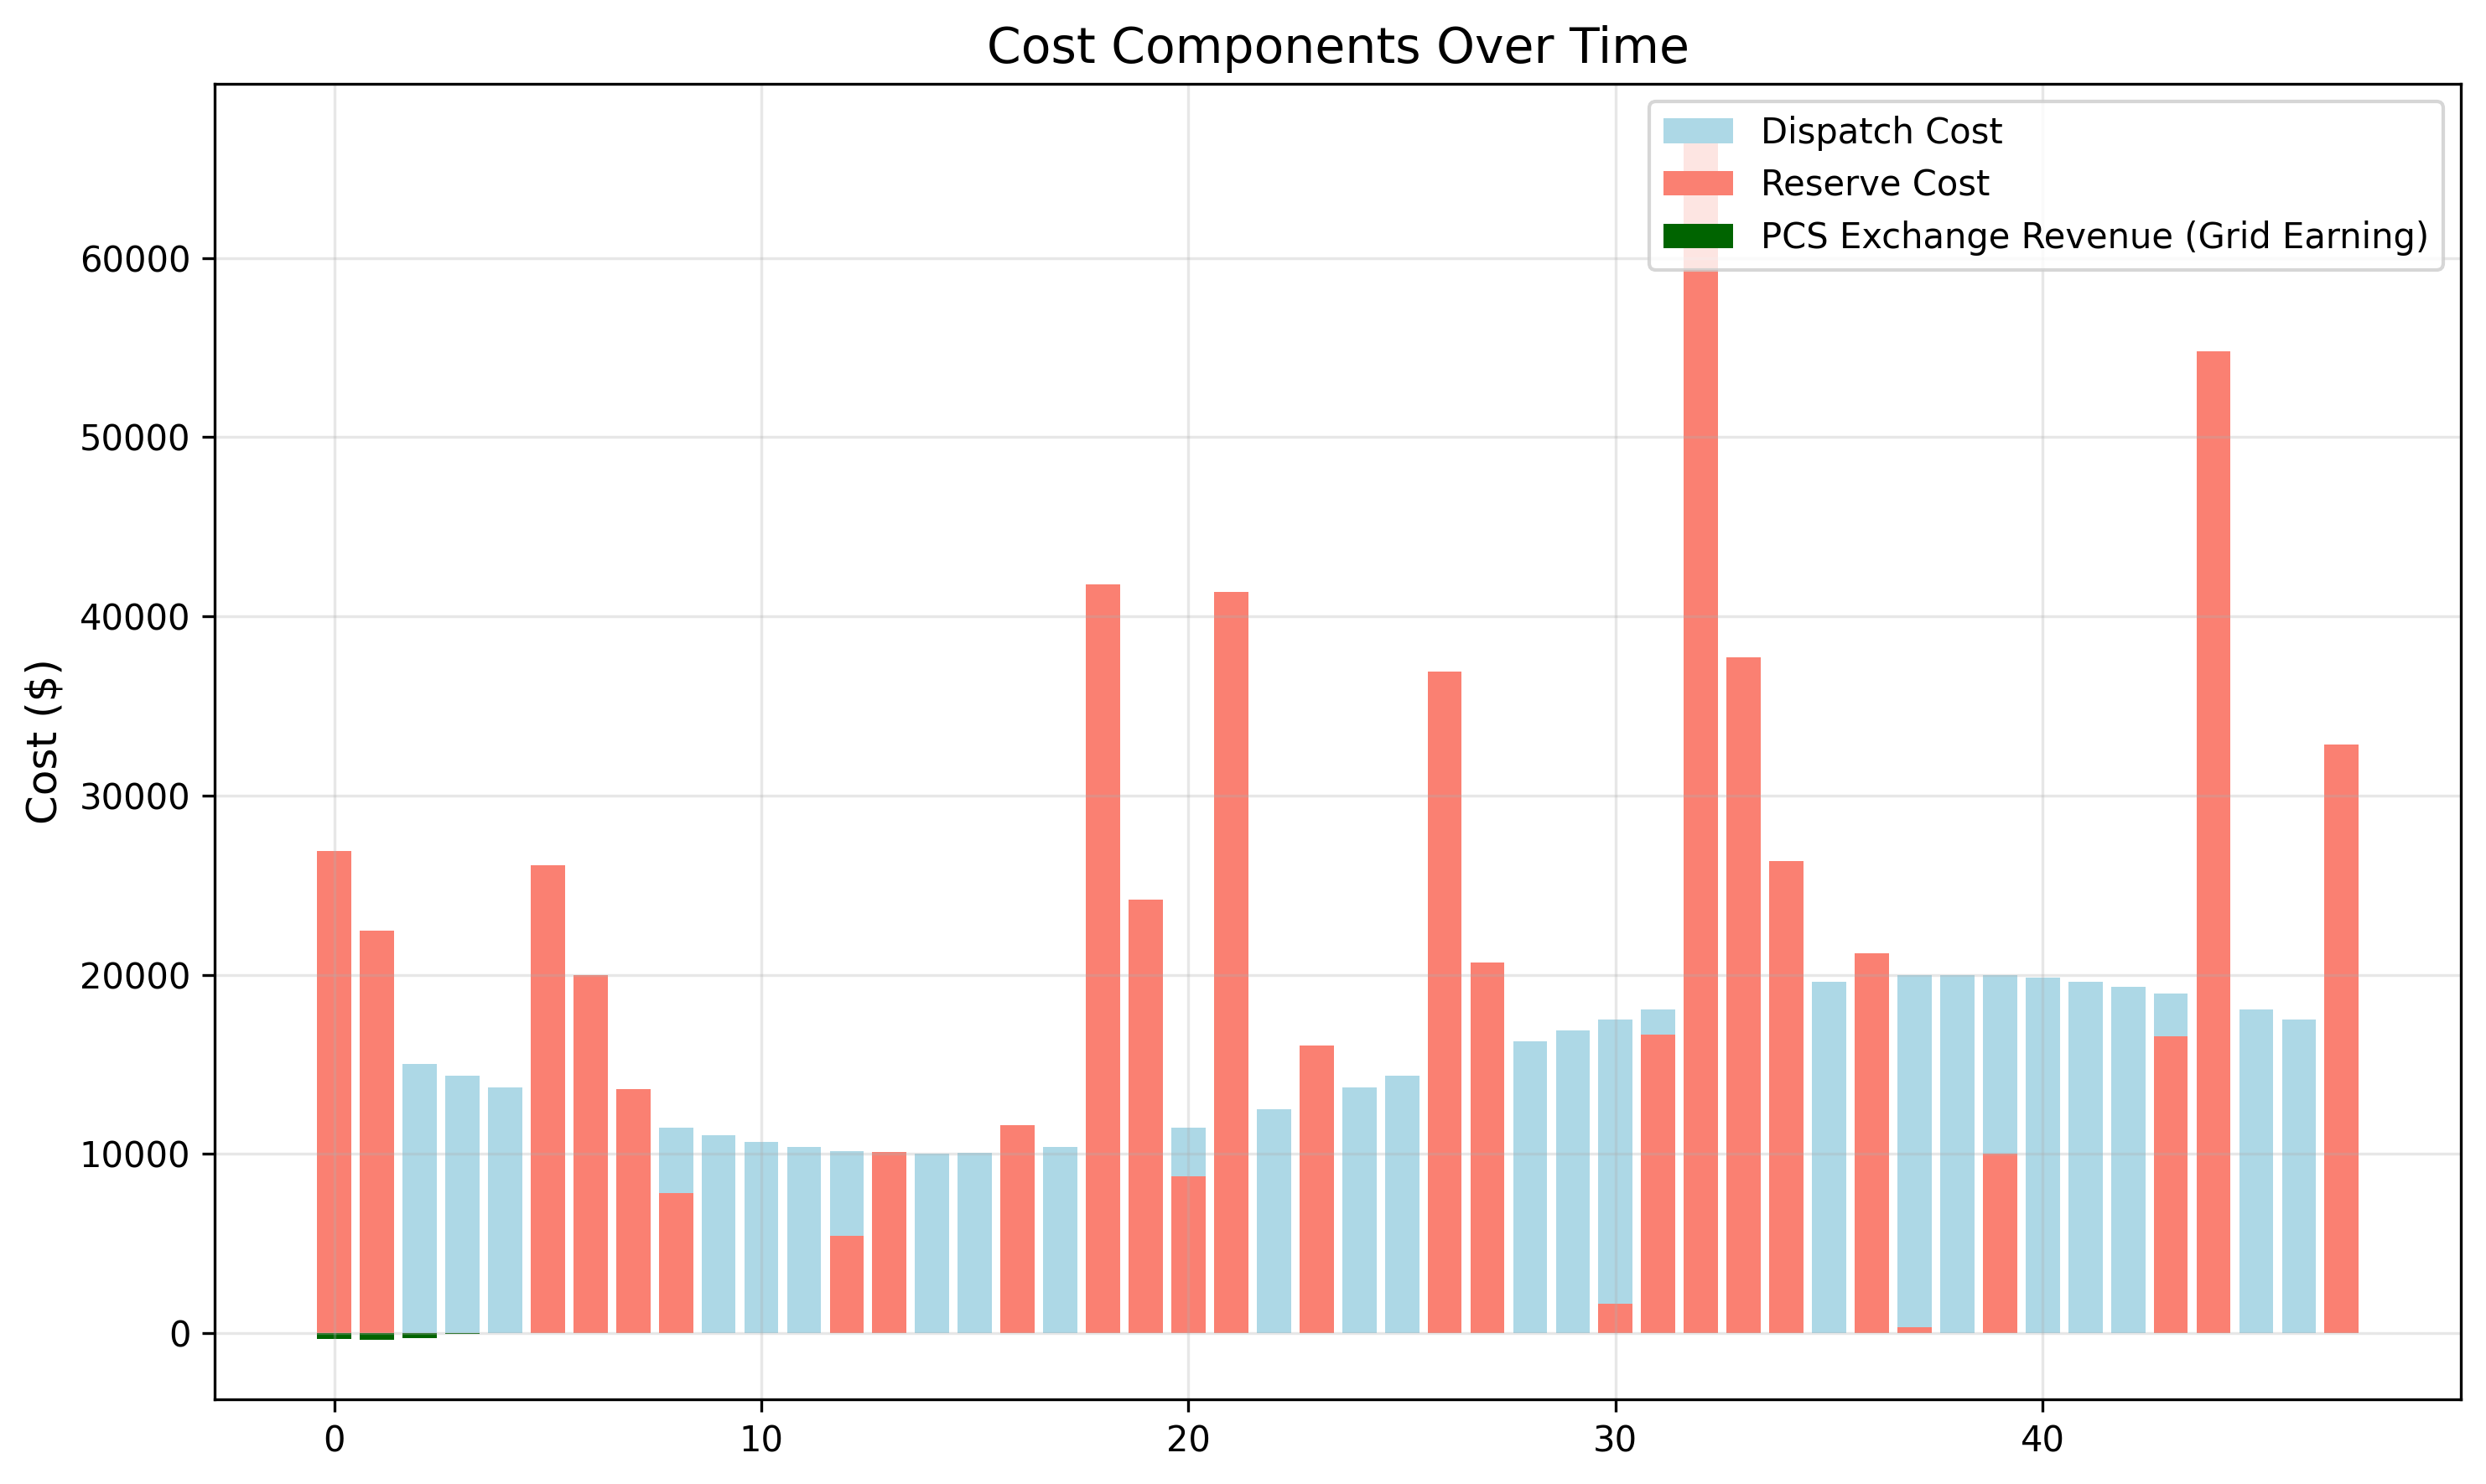 Cost Components Over Time
Dispatch Cost
Reserve Cost
PCS Exchange Revenue (Grid Earning)
Cost ($)
60000
50000
40000
30000
20000
10000
0
0 10 20 30 40